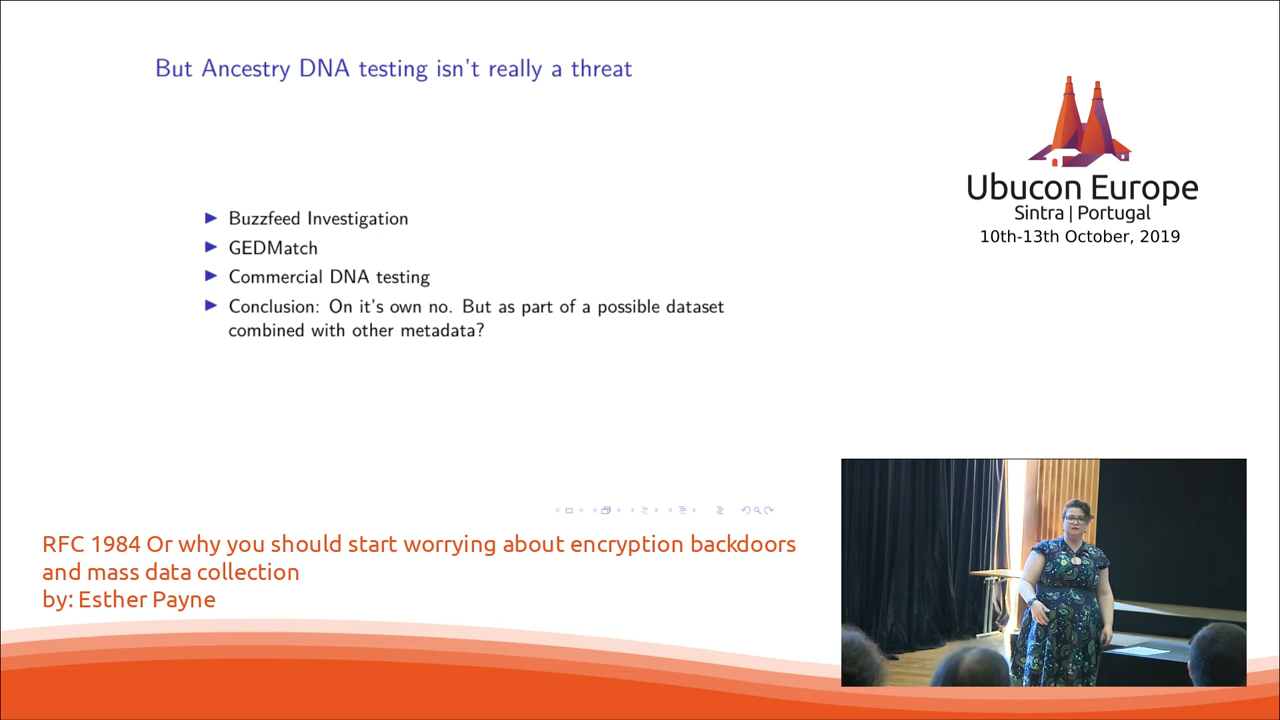 But Ancestry DNA testing isn't really a threat
Buzzfeed Investigation
GEDMatch
Commercial DNA testing
Conclusion: On it's own no. But as part of a possible dataset
combined with other metadata?
Ubucon Europe
Sintra | Portugal
10th-13th October, 2019
RFC 1984 Or why you should start worrying about encryption backdoors
and mass data collection
by: Esther Payne